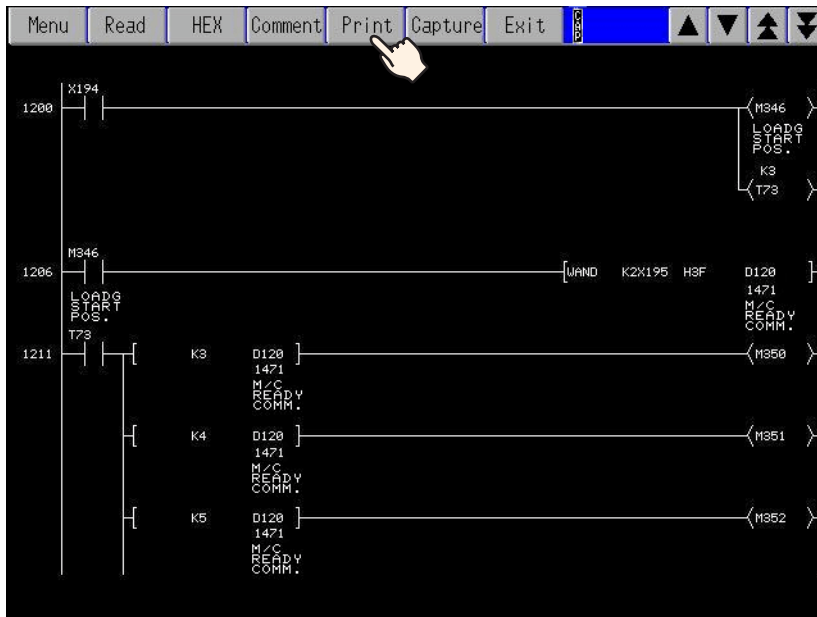 Menu Read HEX Comment Print Capture Exit CAP
X194
1200 M346
LOADG
START
POS.
K3
T73
M346
1206 WAND K2X195 H3F D120
LOADG
START
POS.
1471
M/C
READY
COMM.
T73
1211 K3 D120 M350
1471
M/C
READY
COMM.
K4 D120 M351
1471
M/C
READY
COMM.
K5 D120 M352
1471
M/C
READY
COMM.